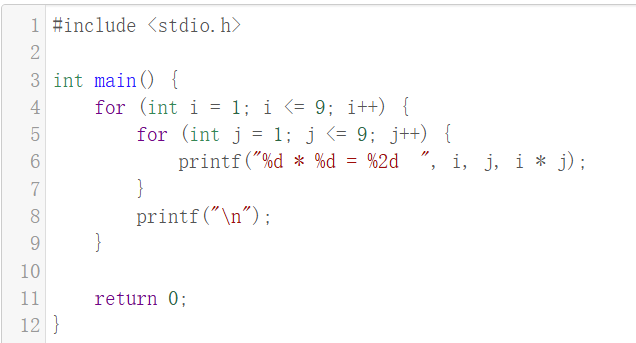 1 #include <stdio.h>
2
3 int main() {
4     for (int i = 1; i <= 9; i++) {
5         for (int j = 1; j <= 9; j++) {
6             printf("%d * %d = %2d  ", i, j, i * j);
7         }
8         printf("\n");
9     }
10
11     return 0;
12 }